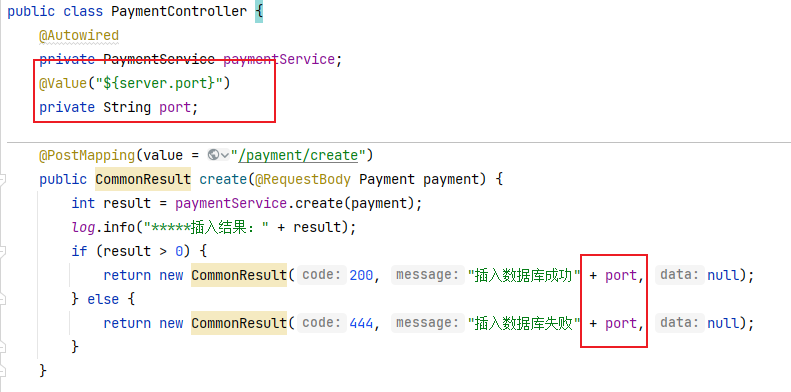 public class PaymentController {
@Autowired
private PaymentService paymentService;
@Value("${server.port}")
private String port;
@PostMapping(value = "/payment/create")
public CommonResult create(@RequestBody Payment payment) {
int result = paymentService.create(payment);
log.info("*****插入结果：" + result);
if (result > 0) {
return new CommonResult( code: 200, message: "插入数据库成功" + port, data: null);
} else {
return new CommonResult( code: 444, message: "插入数据库失败" + port, data: null);
}
}